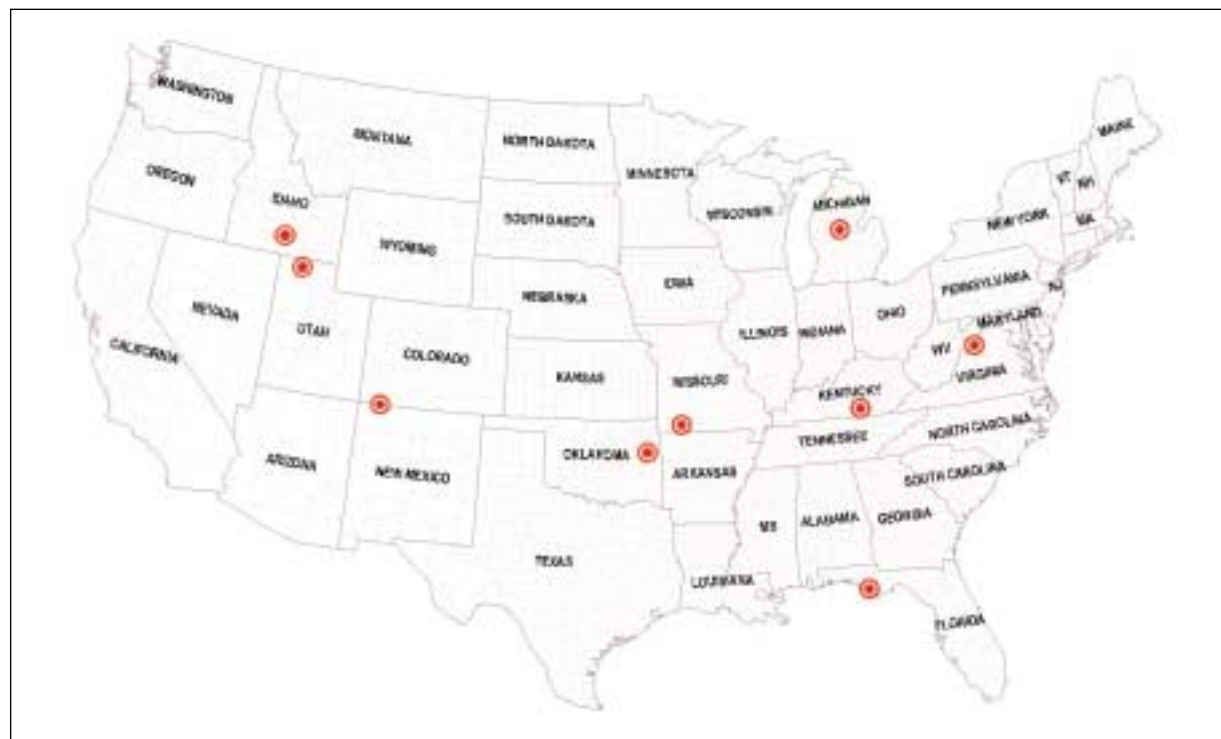 WASHINGTON
MAINE
MONTANA
NORTH DAKOTA
MINNESOTA
OREGON
VT
NH
IDAHO
MICHIGAN
WISCONSIN
SOUTH DAKOTA
NEW YORK
MA
WYOMING
IOWA
PENNSYLVANIA
NJ
NEBRASKA
NEVADA
UTAH
OHIO
MARYLAND
ILLINOIS
INDIANA
CALIFORNIA
COLORADO
WV
VIRGINIA
KANSAS
MISSOURI
KENTUCKY
NORTH CAROLINA
TENNESSEE
OKLAHOMA
ARIZONA
NEW MEXICO
ARKANSAS
SOUTH CAROLINA
MS
ALABAMA
GEORGIA
TEXAS
LOUISIANA
FLORIDA